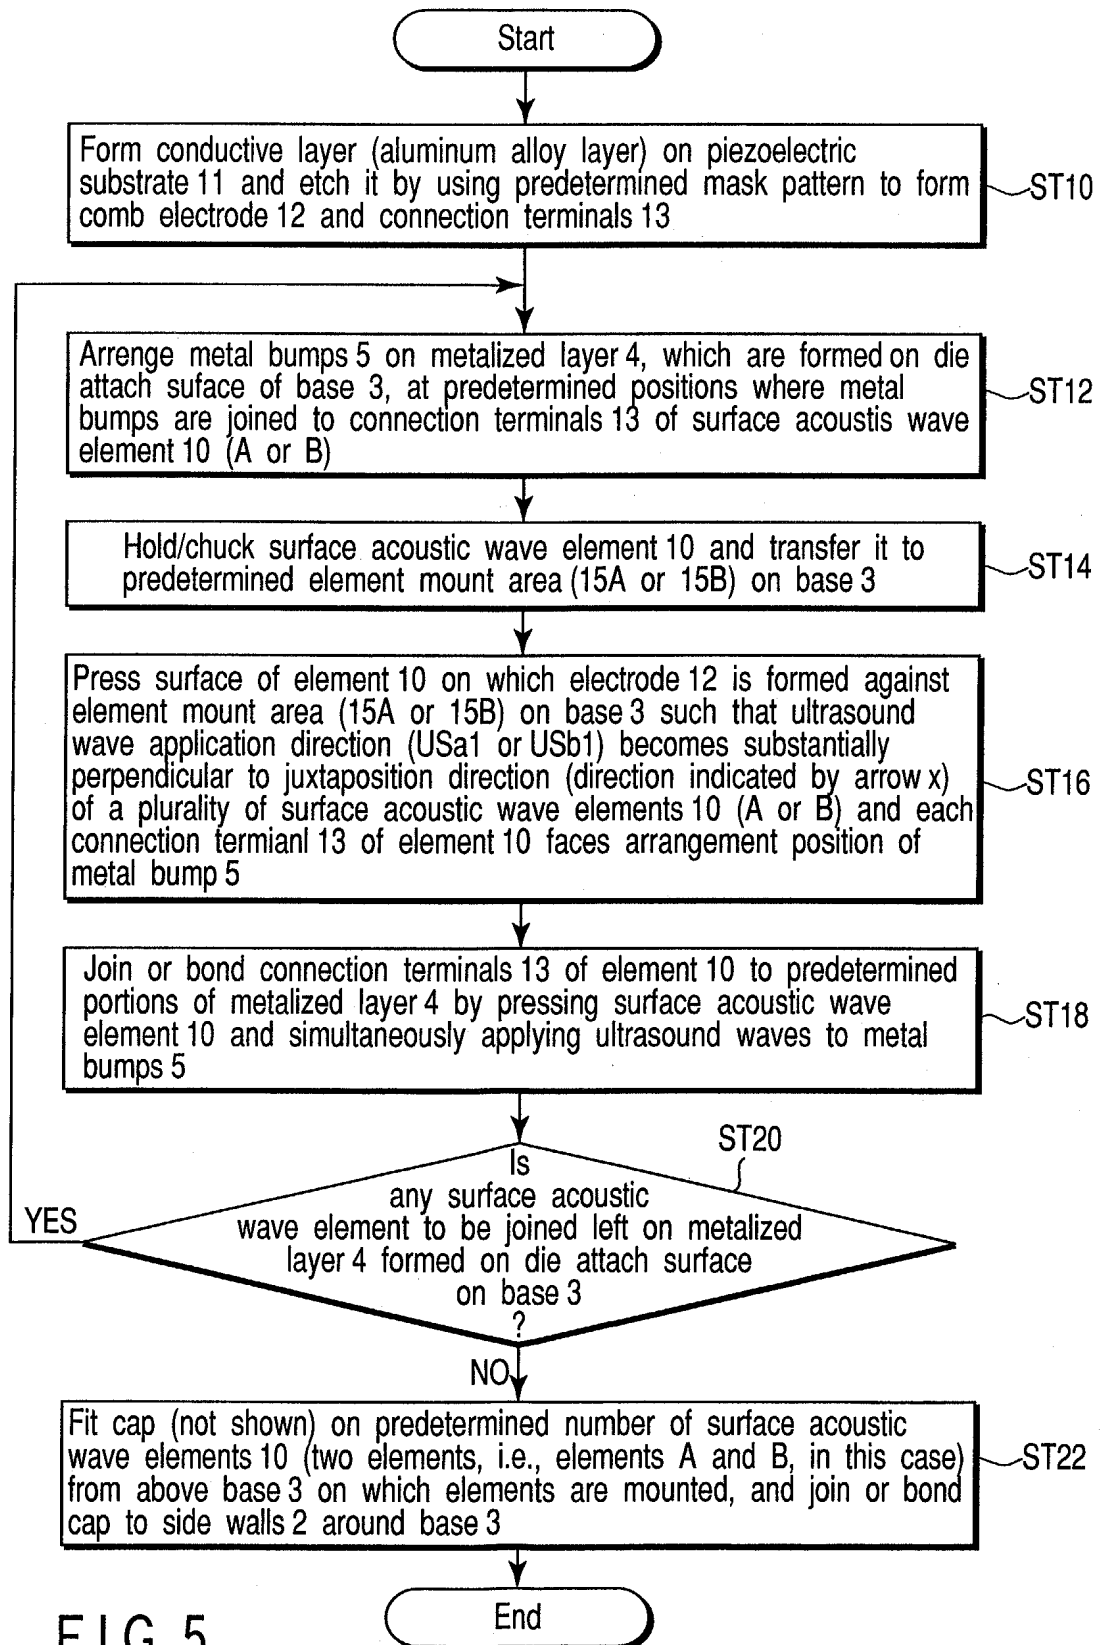 Start
Form conductive layer (aluminum alloy layer) on piezoelectric
substrate 11 and etch it by using predetermined mask pattern to form
comb electrode 12 and connection terminals 13
ST10
Arrenge metal bumps 5 on metalized layer 4, which are formed on die
attach suface of base 3, at predetermined positions where metal
bumps are joined to connection terminals 13 of surface acoustis wave
element 10 (A or B)
ST12
Hold/chuck surface acoustic wave element 10 and transfer it to
predetermined element mount area (15A or 15B) on base 3
ST14
Press surface of element 10 on which electrode 12 is formed against
element mount area (15A or 15B) on base 3 such that ultrasound
wave application direction (USa1 or USb1) becomes substantially
perpendicular to juxtaposition direction (direction indicated by arrow x)
of a plurality of surface acoustic wave elements 10 (A or B) and each
connection termianl 13 of element 10 faces arrangement position of
metal bump 5
ST16
Join or bond connection terminals 13 of element 10 to predetermined
portions of metalized layer 4 by pressing surface acoustic wave
element 10 and simultaneously applying ultrasound waves to metal
bumps 5
ST18
ST20
Is
any surface acoustic
wave element to be joined left on metalized
layer 4 formed on die attach surface
on base 3
?
YES
NO
Fit cap (not shown) on predetermined number of surface acoustic
wave elements 10 (two elements, i.e., elements A and B, in this case)
from above base 3 on which elements are mounted, and join or bond
cap to side walls 2 around base 3
ST22
End
FIG. 5